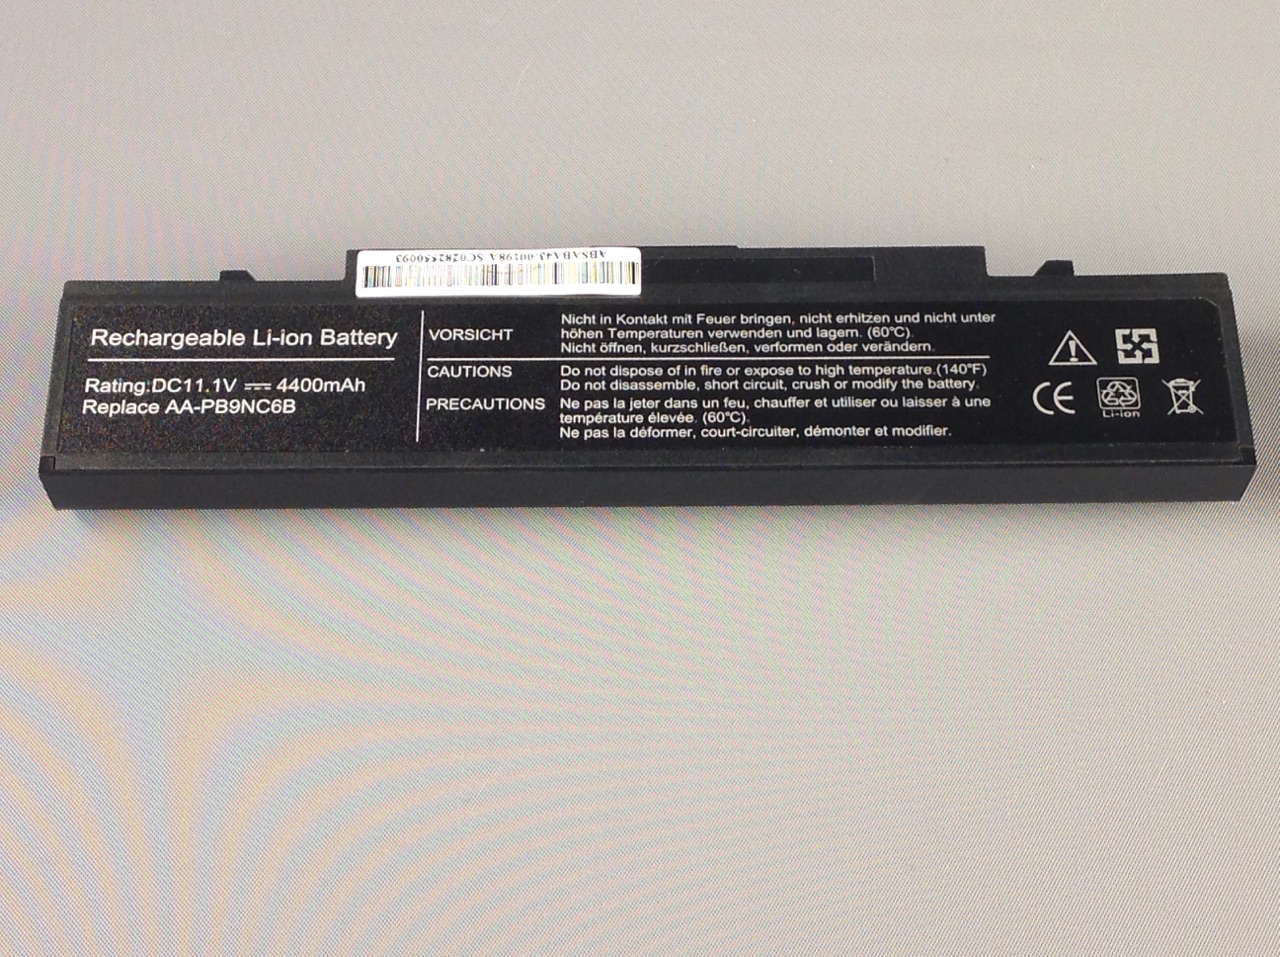 ABSABA43 00198A SC0282550093
Rechargeable Li-ion Battery
Rating:DC11.1V 4400mAh
Replace AA-PB9NC6B
VORSICHT
Nicht in Kontakt mit Feuer bringen, nicht erhitzen und nicht unter
höhen Temperaturen verwenden und lagern. (60°C).
Nicht öffnen, kurzschließen, verformen oder verändern.
CAUTIONS
Do not dispose of in fire or expose to high temperature.(140°F)
Do not disassemble, short circuit, crush or modify the battery.
PRECAUTIONS
Ne pas la jeter dans un feu, chauffer et utiliser ou laisser à une
température élevée. (60°C).
Ne pas la déformer, court-circuiter, démonter et modifier.
CE
Li-ion